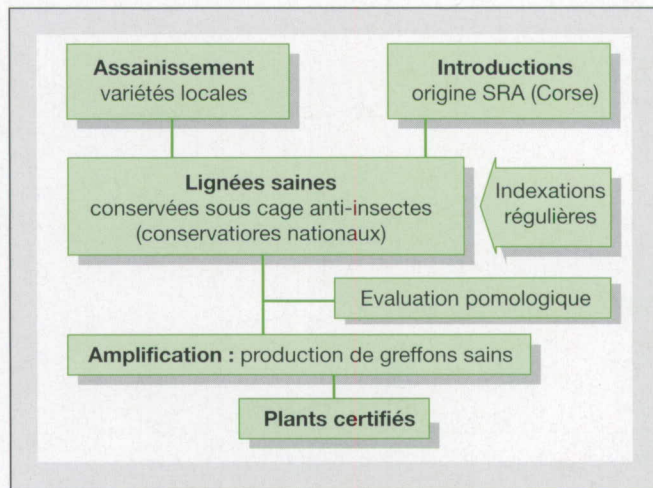 Assainissement
variétés locales
Introductions
origine SRA (Corse)
Lignées saines
conservées sous cage anti-insectes
(conservatiores nationaux)
Indexations
régulières
Evaluation pomologique
Amplification : production de greffons sains
Plants certifiés